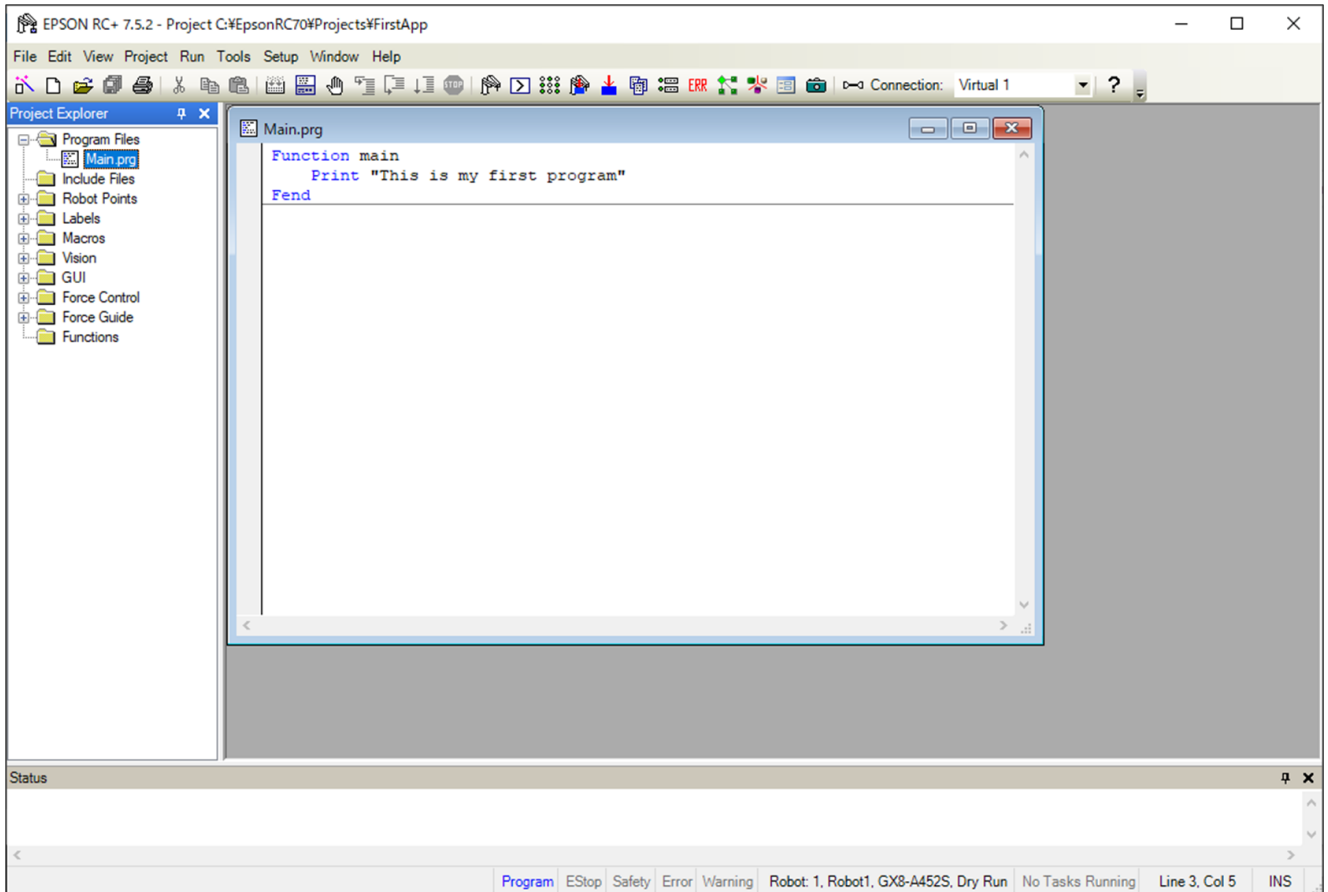 EPSON RC+ 7.5.2 - Project C:¥EpsonRC70¥Projects¥FirstApp
File Edit View Project Run Tools Setup Window Help
STOP ERR Connection: Virtual 1 ?
Project Explorer
Program Files
Main.prg
Include Files
Robot Points
Labels
Macros
Vision
GUI
Force Control
Force Guide
Functions
Main.prg
Function main
Print "This is my first program"
Fend
Status
Program EStop Safety Error Warning Robot: 1, Robot1, GX8-A452S, Dry Run No Tasks Running Line 3, Col 5 INS